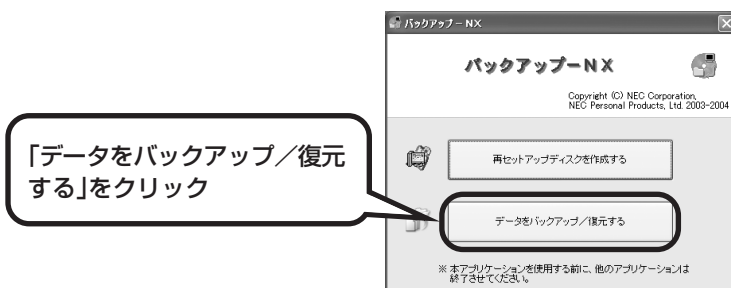 バックアップ－NX
バックアップーNX
Copyright (C) NEC Corporation,
NEC Personal Products, Ltd. 2003-2004
「データをバックアップ／復元
する」をクリック
再セットアップディスクを作成する
データをバックアップ／復元する
※ 本アプリケーションを使用する前に、他のアプリケーションは
終了させてください。